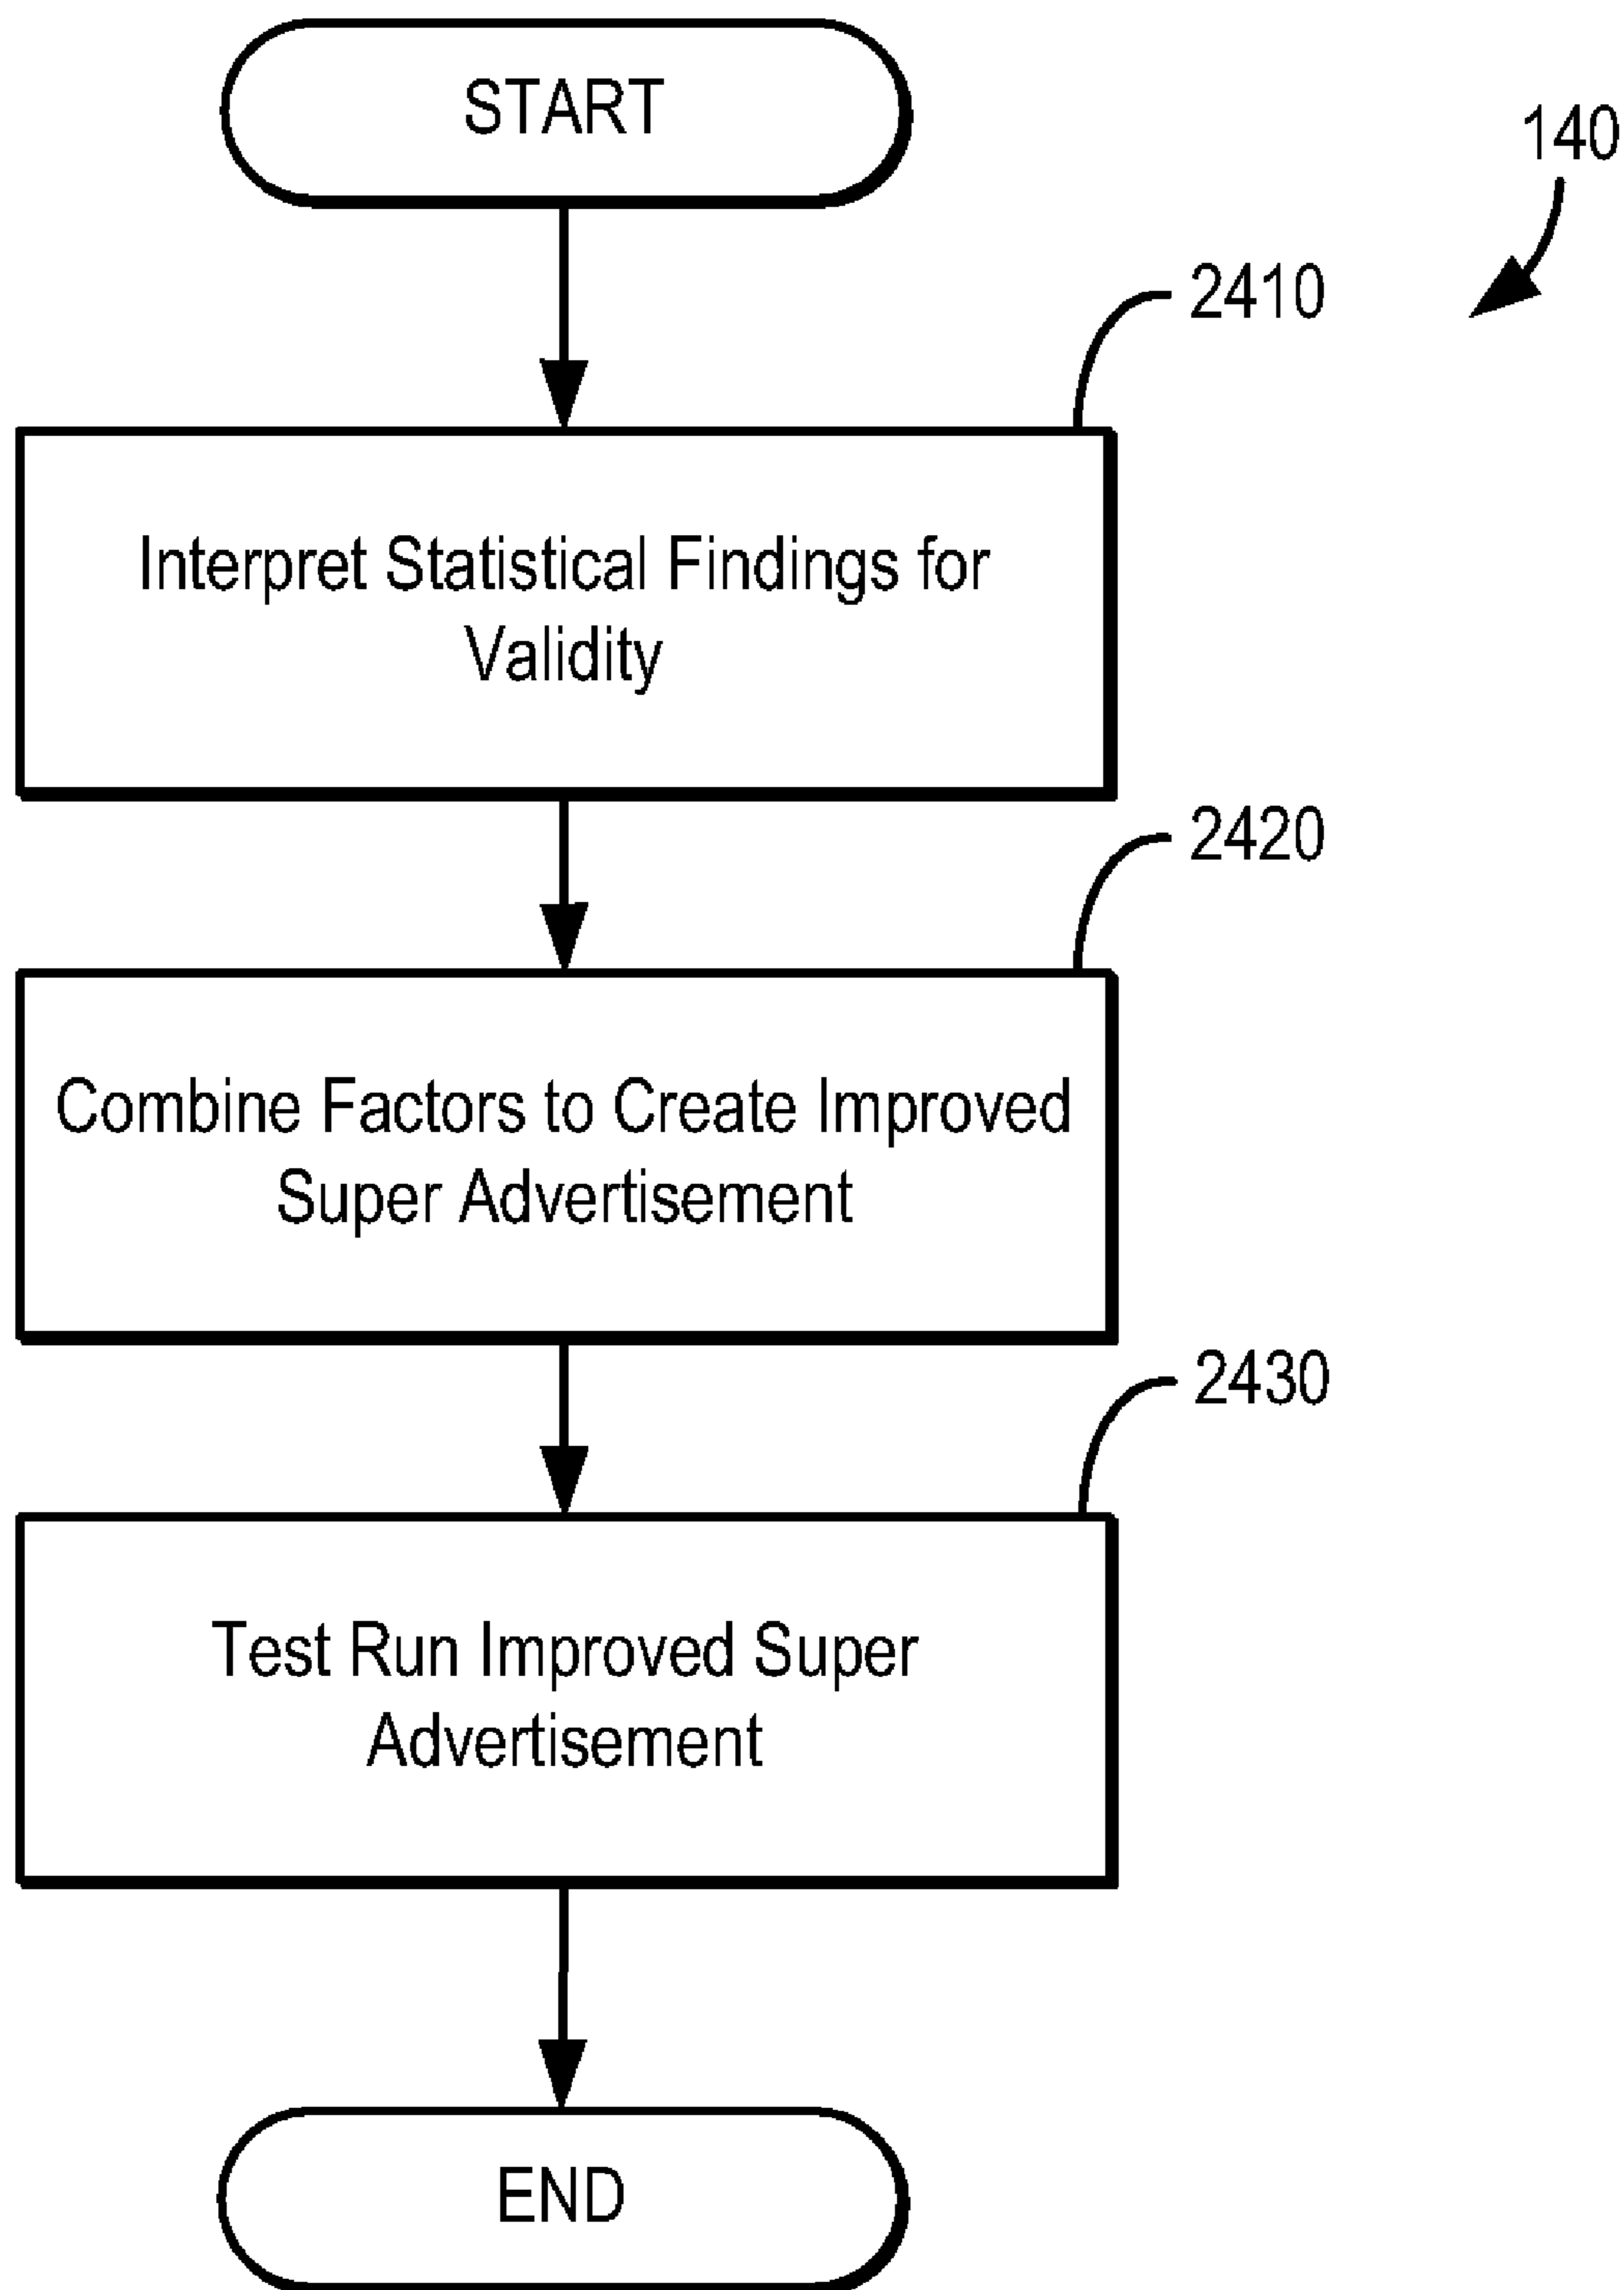 START
140
2410
Interpret Statistical Findings for
Validity
2420
Combine Factors to Create Improved
Super Advertisement
2430
Test Run Improved Super
Advertisement
END